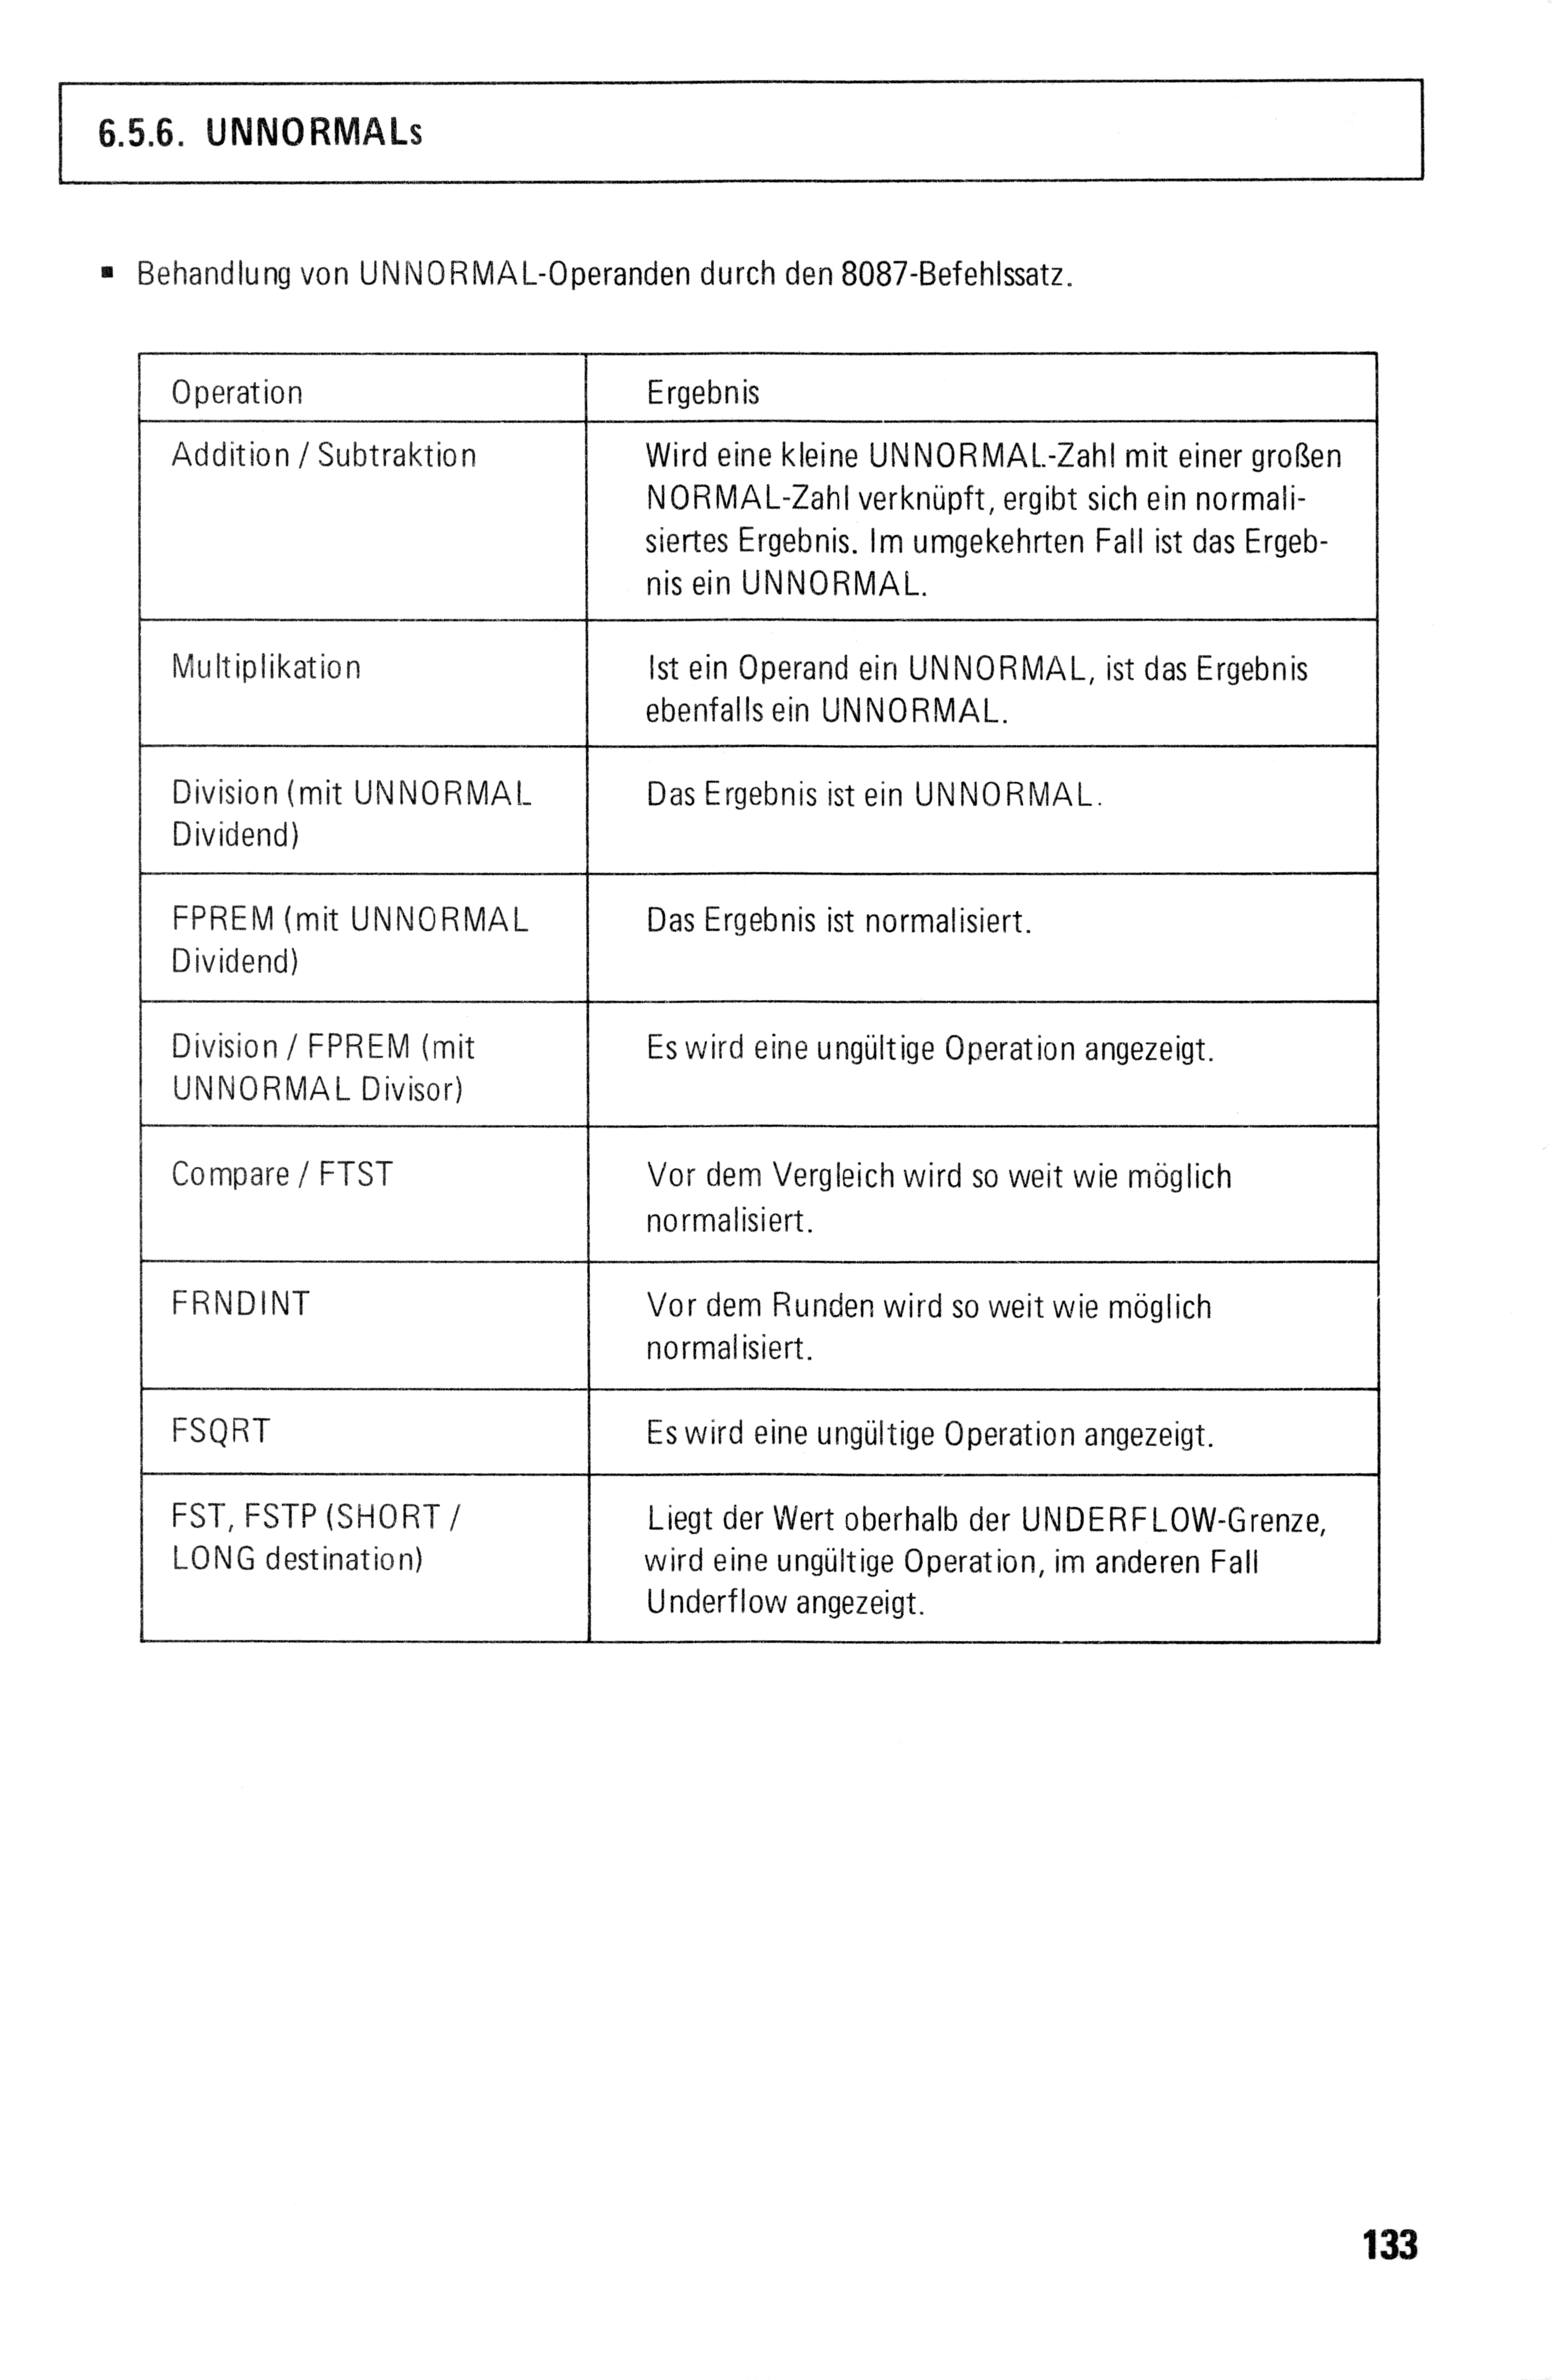 6.5.6. UNNORMALs
▪ Behandlung von UNNORMAL-Operanden durch den 8087-Befehlssatz.
Operation
Ergebnis
Addition / Subtraktion
Wird eine kleine UNNORMAL-Zahl mit einer großen
NORMAL-Zahl verknüpft, ergibt sich ein normali-
siertes Ergebnis. Im umgekehrten Fall ist das Ergeb-
nis ein UNNORMAL.
Multiplikation
Ist ein Operand ein UNNORMAL, ist das Ergebnis
ebenfalls ein UNNORMAL.
Division (mit UNNORMAL
Dividend)
Das Ergebnis ist ein UNNORMAL.
FPREM (mit UNNORMAL
Dividend)
Das Ergebnis ist normalisiert.
Division / FPREM (mit
UNNORMAL Divisor)
Es wird eine ungültige Operation angezeigt.
Compare / FTST
Vor dem Vergleich wird so weit wie möglich
normalisiert.
FRNDINT
Vor dem Runden wird so weit wie möglich
normalisiert.
FSQRT
Es wird eine ungültige Operation angezeigt.
FST, FSTP (SHORT /
LONG destination)
Liegt der Wert oberhalb der UNDERFLOW-Grenze,
wird eine ungültige Operation, im anderen Fall
Underflow angezeigt.
133